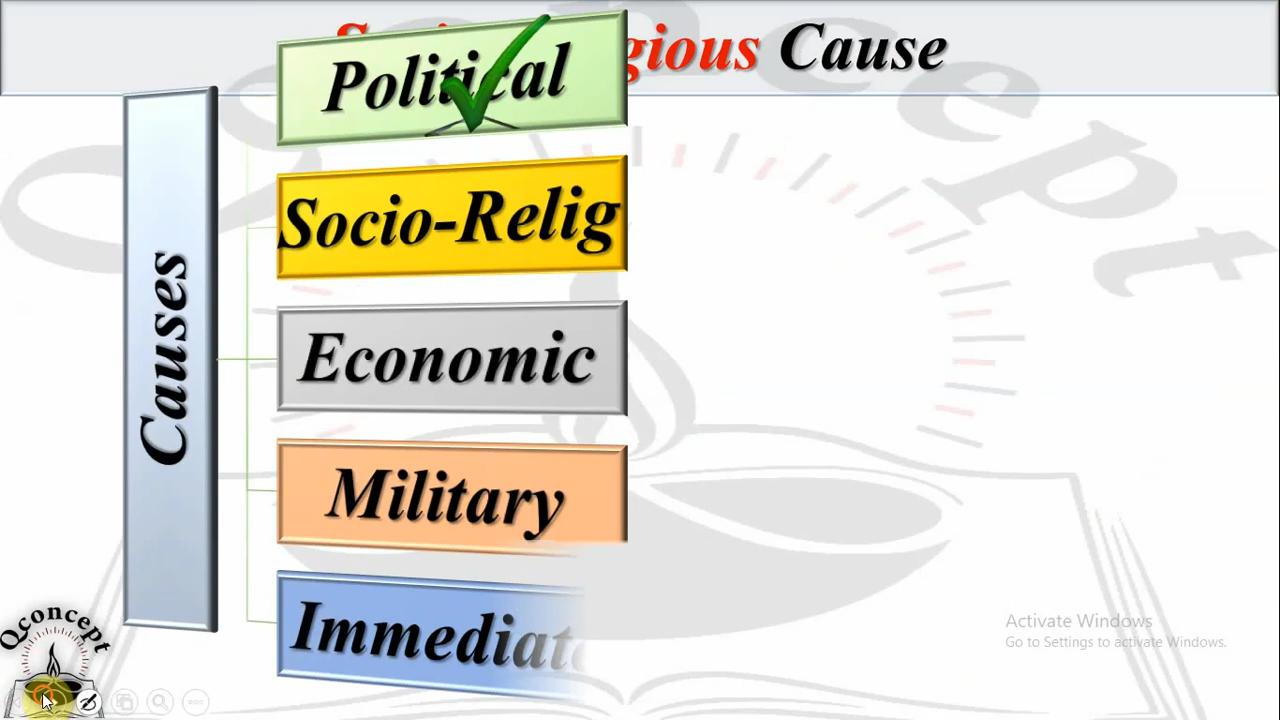 gious Cause
Political
Causes
Socio-Relig
Economic
Military
Immediat
Activate Windows
Go to Settings to activate Windows.
Qconcept